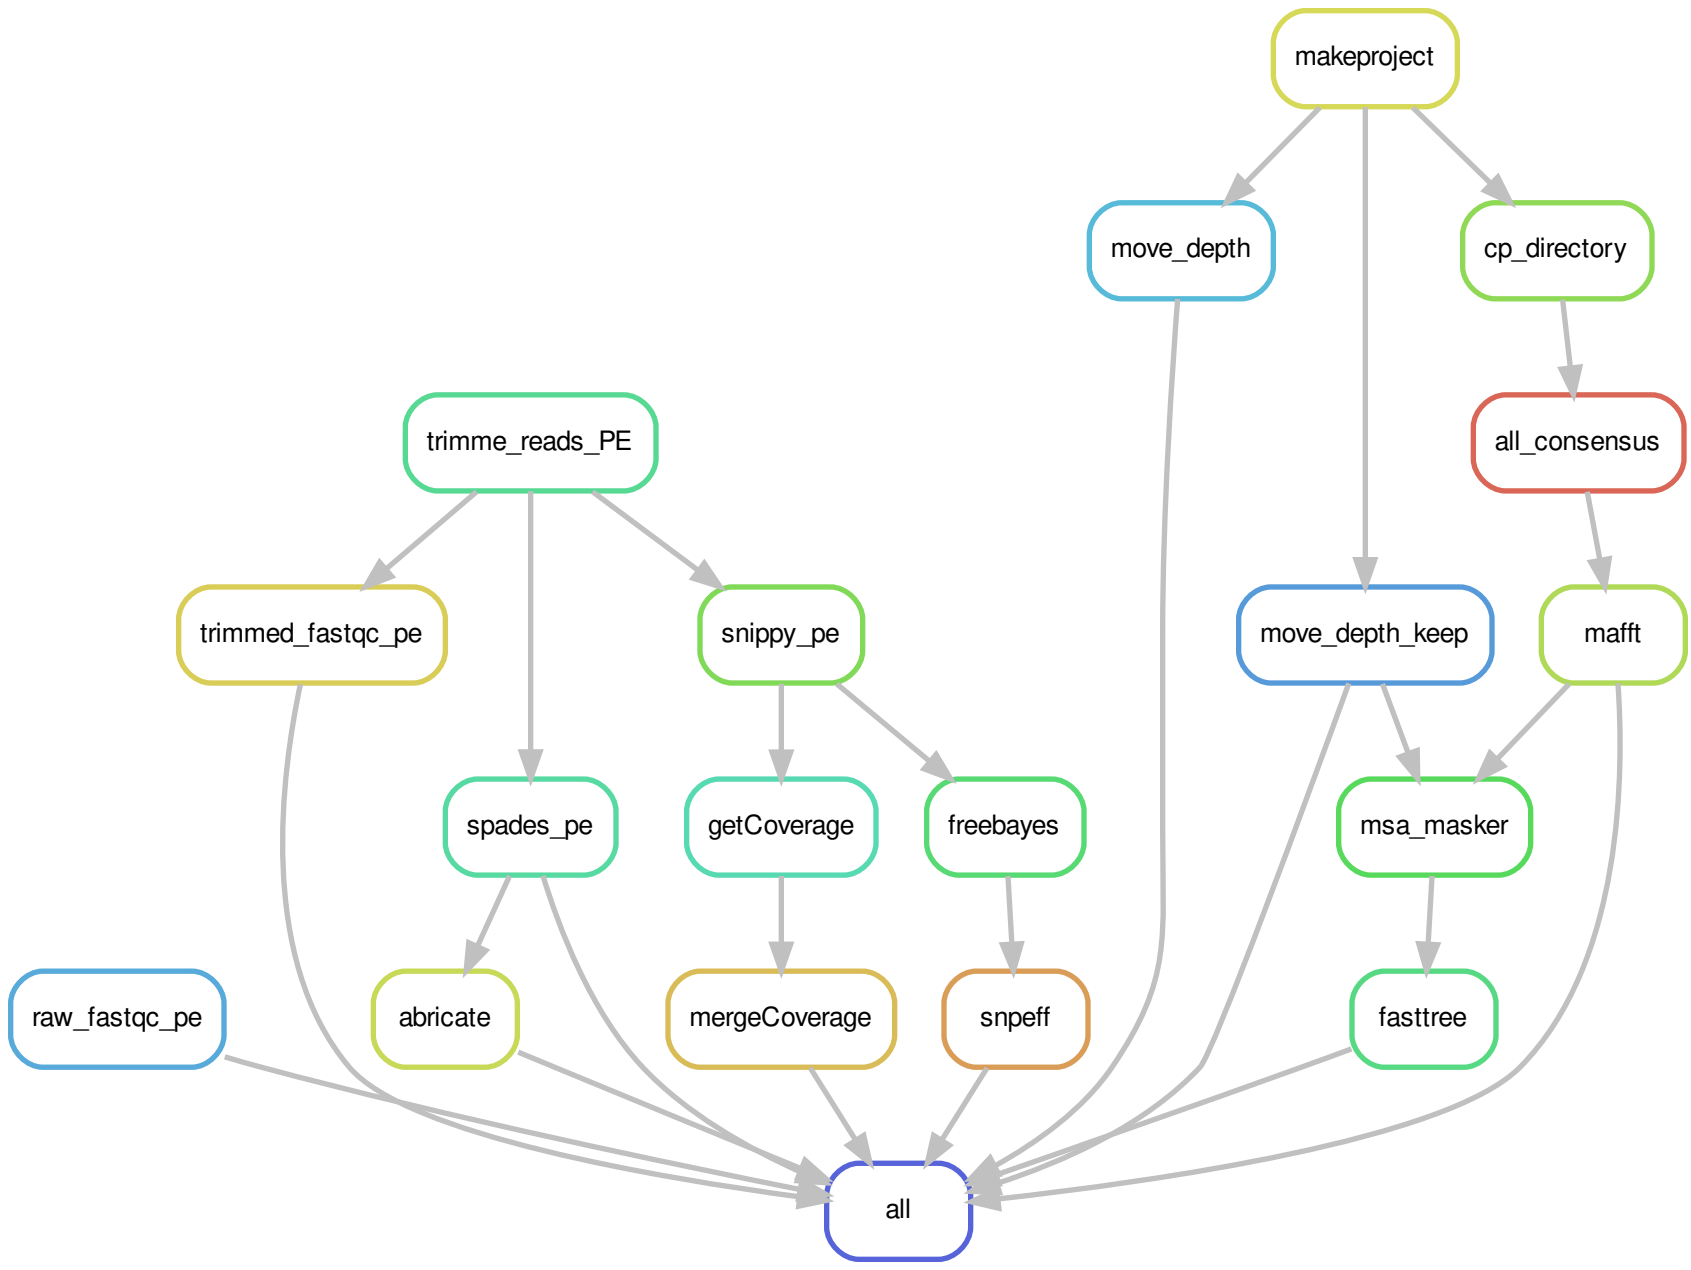 makeproject
move_depth
cp_directory
trimme_reads_PE
all_consensus
trimmed_fastqc_pe
snippy_pe
move_depth_keep
mafft
spades_pe
getCoverage
freebayes
msa_masker
raw_fastqc_pe
abricate
mergeCoverage
snpeff
fasttree
all